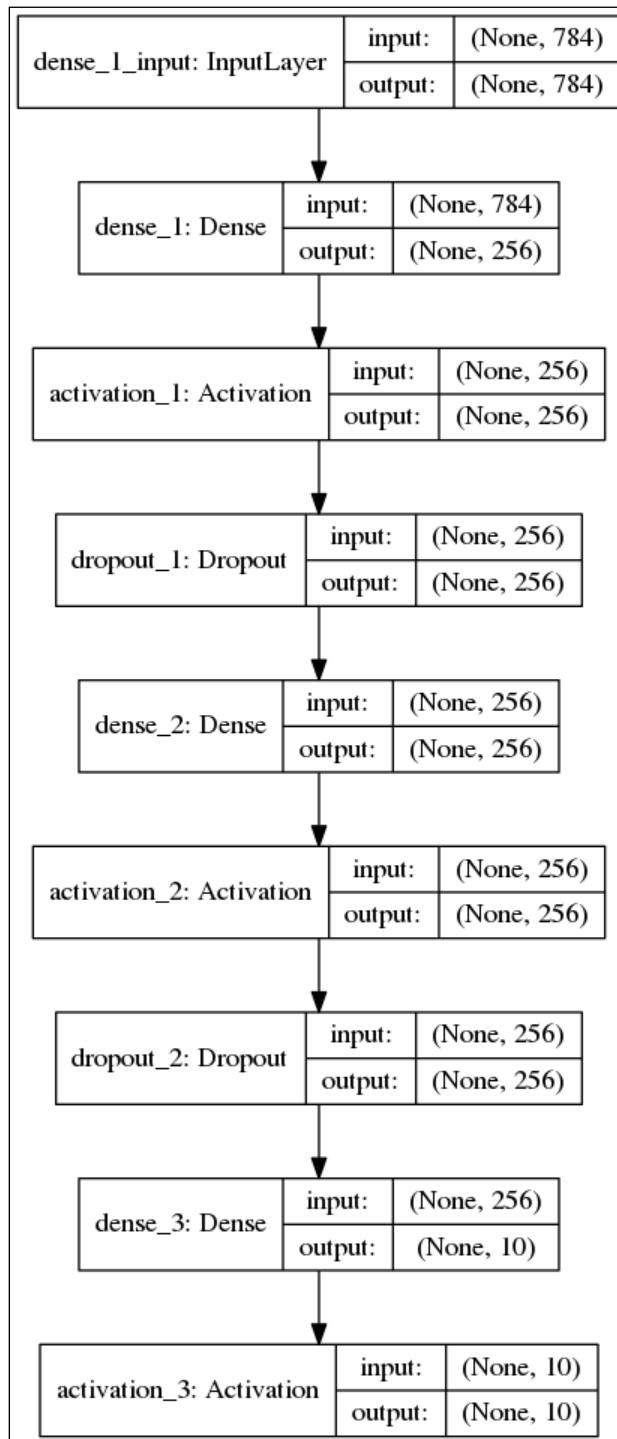 dense_1_input: InputLayer
input: (None, 784)
output: (None, 784)
dense_1: Dense
input: (None, 784)
output: (None, 256)
activation_1: Activation
input: (None, 256)
output: (None, 256)
dropout_1: Dropout
input: (None, 256)
output: (None, 256)
dense_2: Dense
input: (None, 256)
output: (None, 256)
activation_2: Activation
input: (None, 256)
output: (None, 256)
dropout_2: Dropout
input: (None, 256)
output: (None, 256)
dense_3: Dense
input: (None, 256)
output: (None, 10)
activation_3: Activation
input: (None, 10)
output: (None, 10)